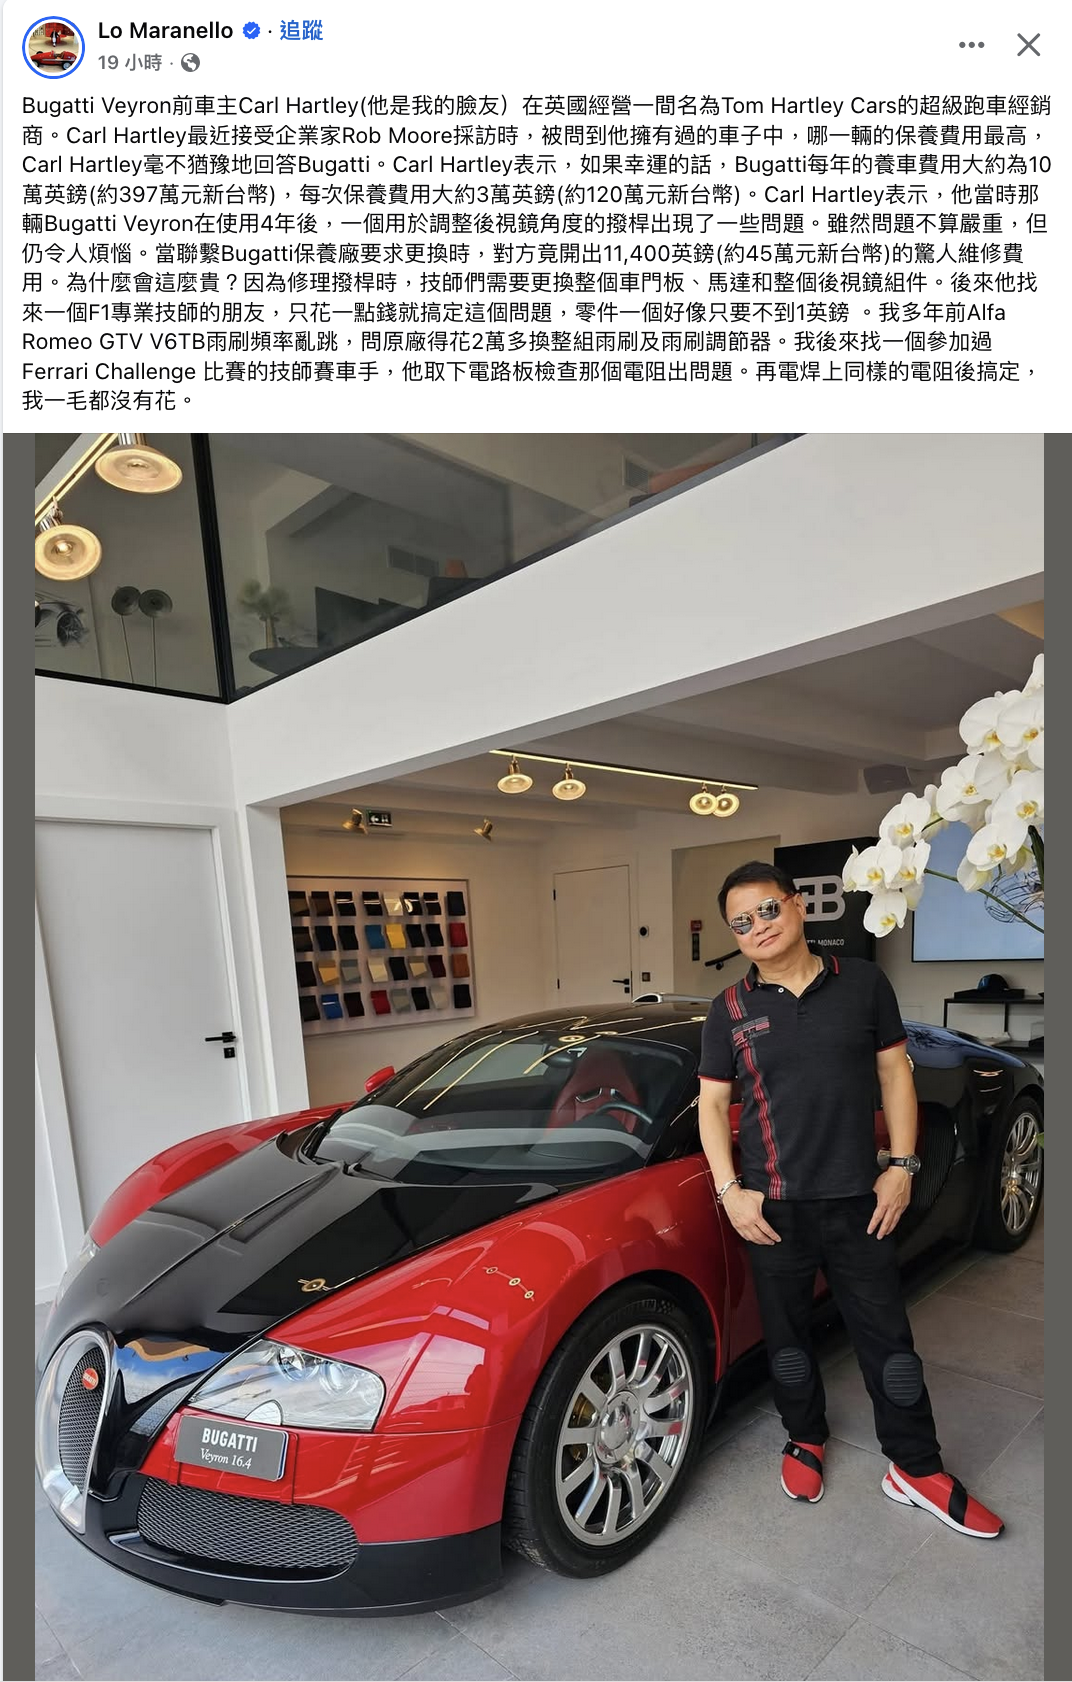 Lo Maranello · 追蹤
19 小時 ·
Bugatti Veyron前車主Carl Hartley(他是我的臉友）在英國經營一間名為Tom Hartley Cars的超級跑車經銷
商。Carl Hartley最近接受企業家Rob Moore採訪時，被問到他擁有過的車子中，哪一輛的保養費用最高，
Carl Hartley毫不猶豫地回答Bugatti。Carl Hartley表示，如果幸運的話，Bugatti每年的養車費用大約為10
萬英鎊(約397萬元新台幣)，每次保養費用大約3萬英鎊(約120萬元新台幣)。Carl Hartley表示，他當時那
輛Bugatti Veyron在使用4年後，一個用於調整後視鏡角度的撥桿出現了一些問題。雖然問題不算嚴重，但
仍令人煩惱。當聯繫Bugatti保養廠要求更換時，對方竟開出11,400英鎊(約45萬元新台幣)的驚人維修費
用。為什麼會這麼貴？因為修理撥桿時，技師們需要更換整個車門板、馬達和整個後視鏡組件。後來他找
來一個F1專業技師的朋友，只花一點錢就搞定這個問題，零件一個好像只要不到1英鎊 。我多年前Alfa
Romeo GTV V6TB雨刷頻率亂跳，問原廠得花2萬多換整組雨刷及雨刷調節器。我後來找一個參加過
Ferrari Challenge 比賽的技師賽車手，他取下電路板檢查那個電阻出問題。再電焊上同樣的電阻後搞定，
我一毛都沒有花。
EB
TTI MONACO
BUGATTI
BUGATTI
Veyron 16.4